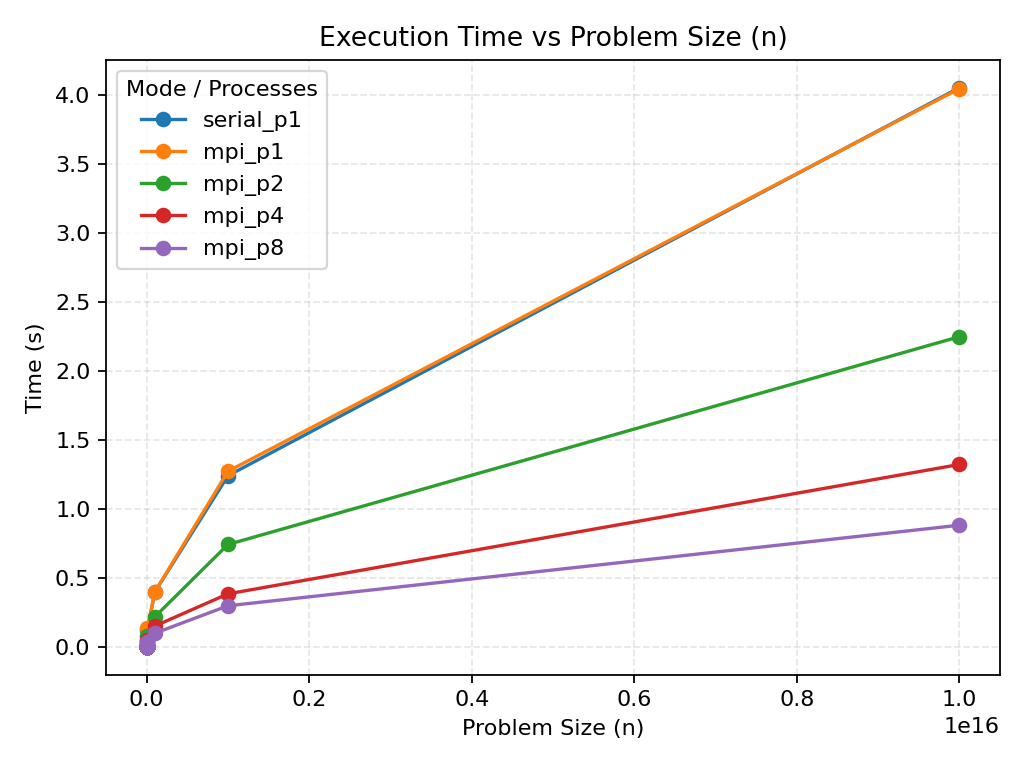 Execution Time vs Problem Size (n)
Mode / Processes
serial_p1
mpi_p1
mpi_p2
mpi_p4
mpi_p8
Time (s)
4.0
3.5
3.0
2.5
2.0
1.5
1.0
0.5
0.0
0.0 0.2 0.4 0.6 0.8 1.0
1e16
Problem Size (n)